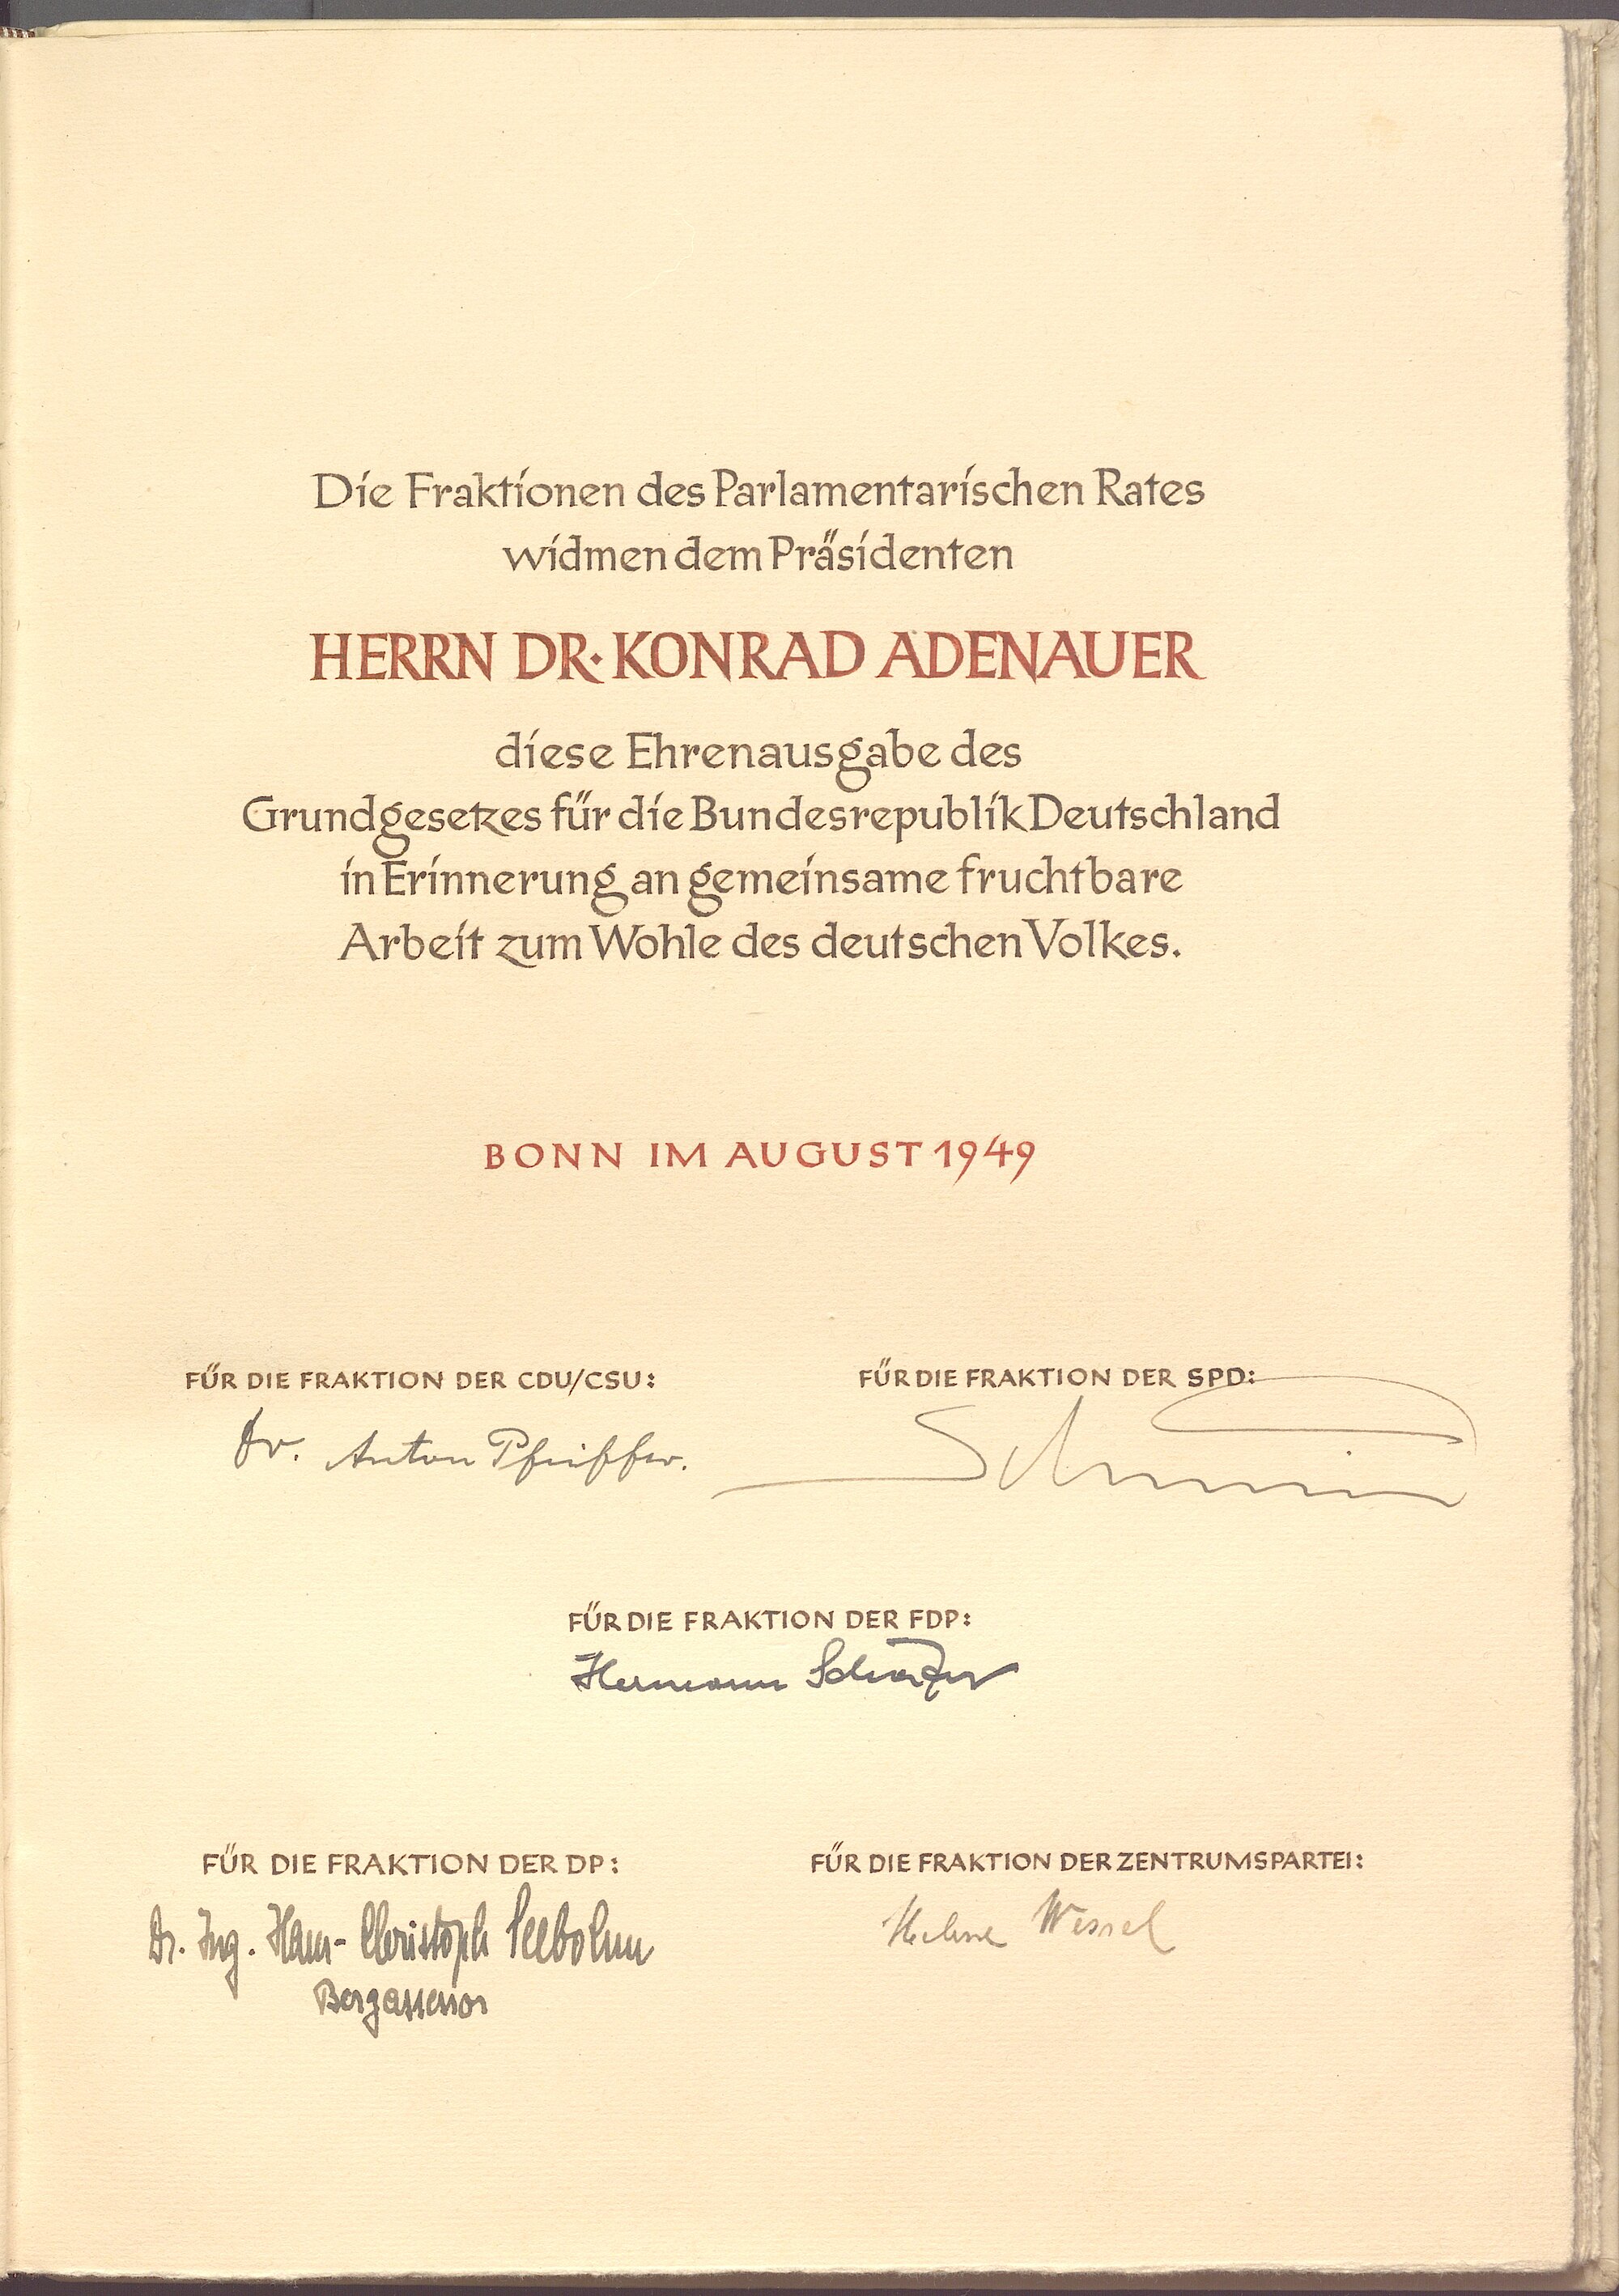 Die Fraktionen des Parlamentarischen Rates
widmen dem Präsidenten
HERRN DR. KONRAD ADENAUER
diese Ehrenausgabe des
Grundgesetzes für die Bundesrepublik Deutschland
in Erinnerung an gemeinsame fruchtbare
Arbeit zum Wohle des deutschen Volkes.
BONN IM AUGUST 1949
FÜR DIE FRAKTION DER CDU/CSU:
Dr. Anton Pfeiffer.
FÜR DIE FRAKTION DER SPD:
Schmid
FÜR DIE FRAKTION DER FDP:
Hermann Schäfer
FÜR DIE FRAKTION DER DP:
Dr. Ing. Hans-Christoph Seebohm
Bergassessor
FÜR DIE FRAKTION DER ZENTRUMSPARTEI:
Helene Wessel